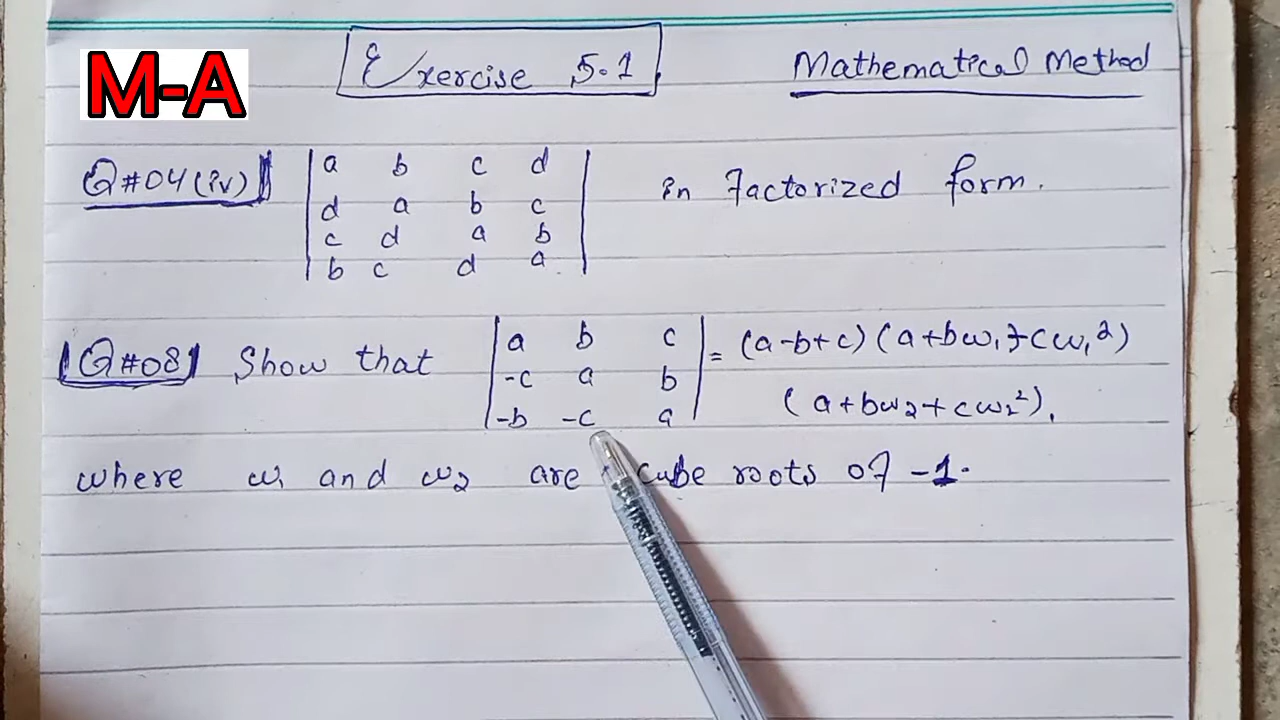 M-A
Exercise 5.1
Mathematical Method
Q#04(iv)
a b c d
d a b c
c d a b
b c d a
in Factorized form.
Q#08 Show that
a b c
-c a b
-b -c a
= (a-b+c)(a+bω₁+cω₁²)
(a+bω₂+cω₂²).
where ω₁ and ω₂ are cube roots of -1.